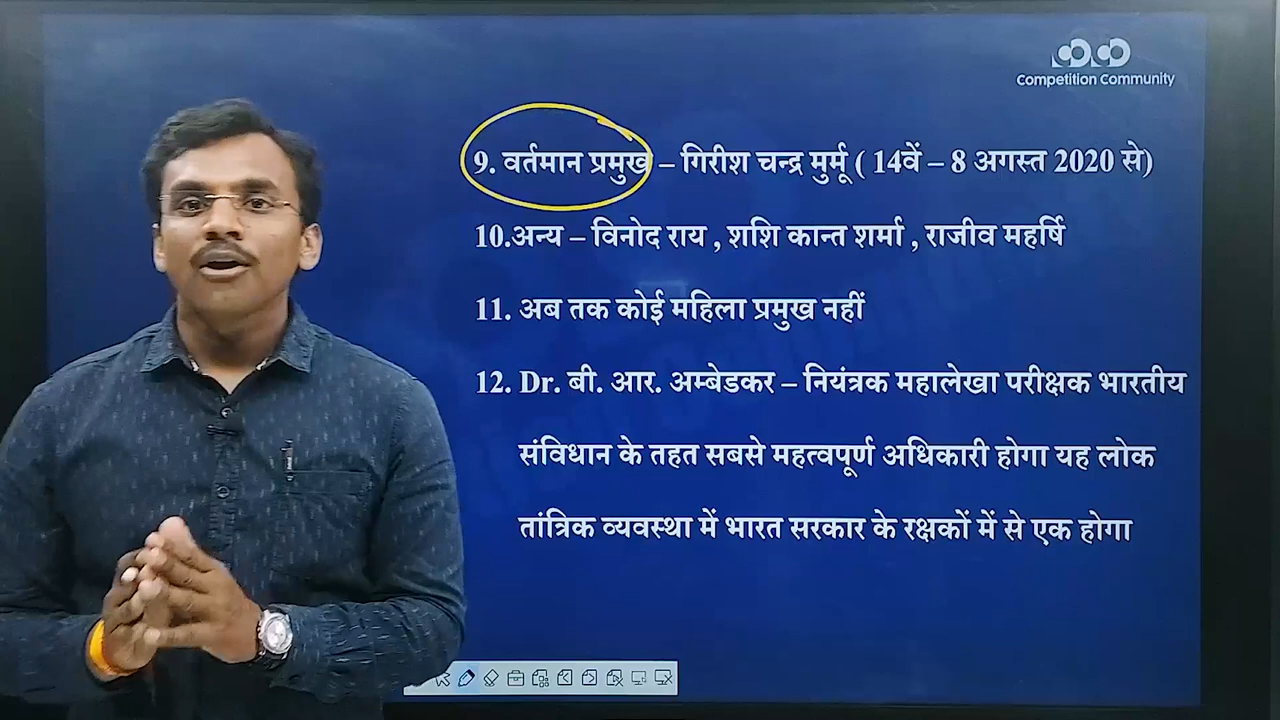 Competition Community
9. वर्तमान प्रमुख – गिरीश चन्द्र मुर्मू ( 14वें – 8 अगस्त 2020 से)
10.अन्य – विनोद राय , शशि कान्त शर्मा , राजीव महर्षि
11. अब तक कोई महिला प्रमुख नहीं
12. Dr. बी. आर. अम्बेडकर – नियंत्रक महालेखा परीक्षक भारतीय
संविधान के तहत सबसे महत्वपूर्ण अधिकारी होगा यह लोक
तांत्रिक व्यवस्था में भारत सरकार के रक्षकों में से एक होगा